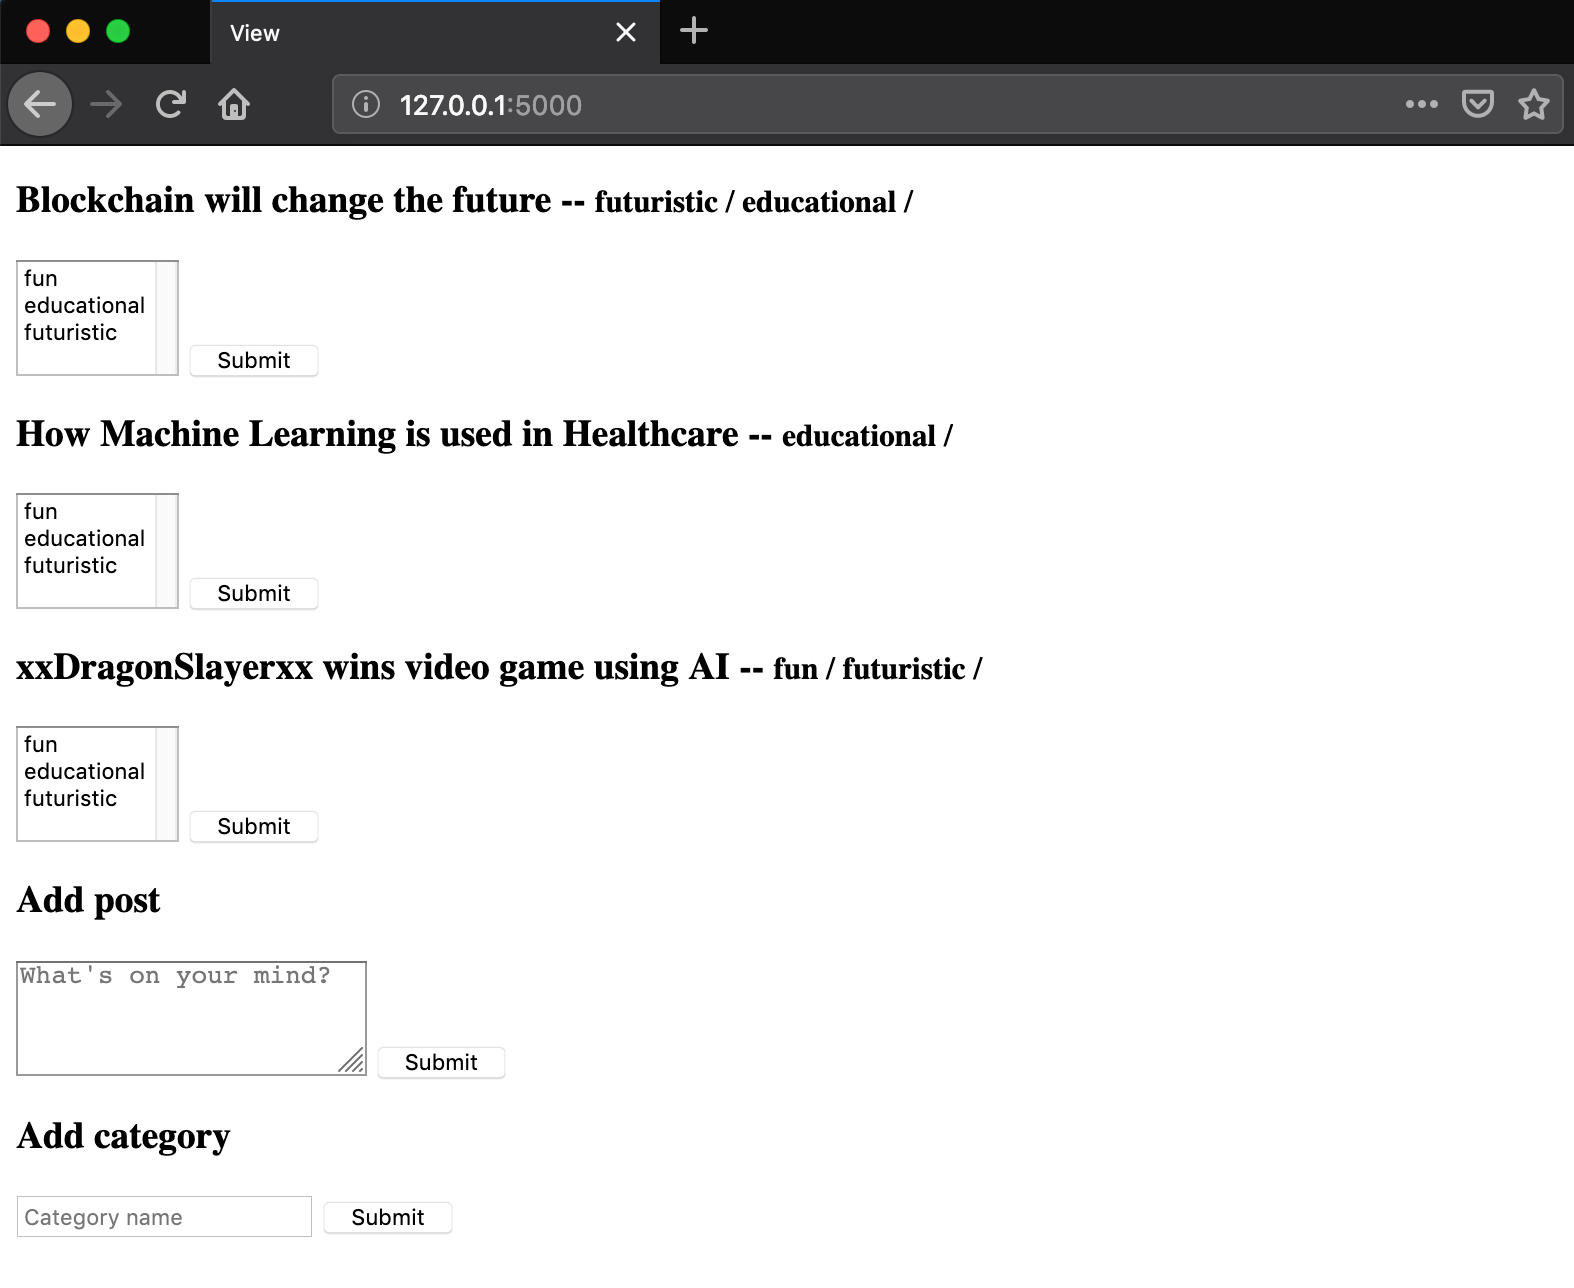 View
127.0.0.1:5000
Blockchain will change the future -- futuristic / educational /
fun
educational
futuristic
Submit
How Machine Learning is used in Healthcare -- educational /
fun
educational
futuristic
Submit
xxDragonSlayerxx wins video game using AI -- fun / futuristic /
fun
educational
futuristic
Submit
Add post
What's on your mind?
Submit
Add category
Category name Submit